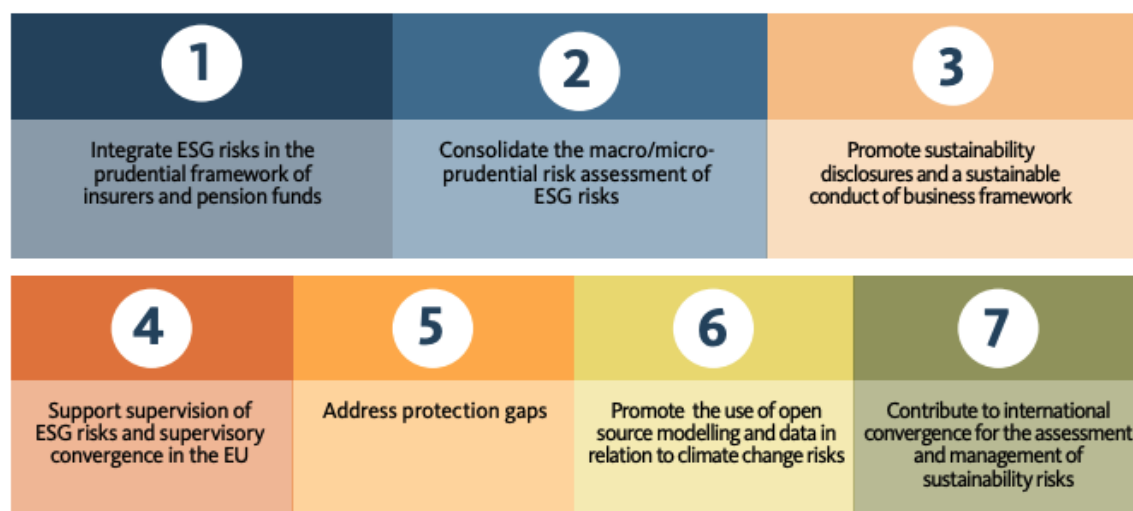 1
Integrate ESG risks in the
prudential framework of
insurers and pension funds
2
Consolidate the macro/micro-
prudential risk assessment of
ESG risks
3
Promote sustainability
disclosures and a sustainable
conduct of business framework
4
Support supervision of
ESG risks and supervisory
convergence in the EU
5
Address protection gaps
6
Promote the use of open
source modelling and data in
relation to climate change risks
7
Contribute to international
convergence for the assessment
and management of
sustainability risks